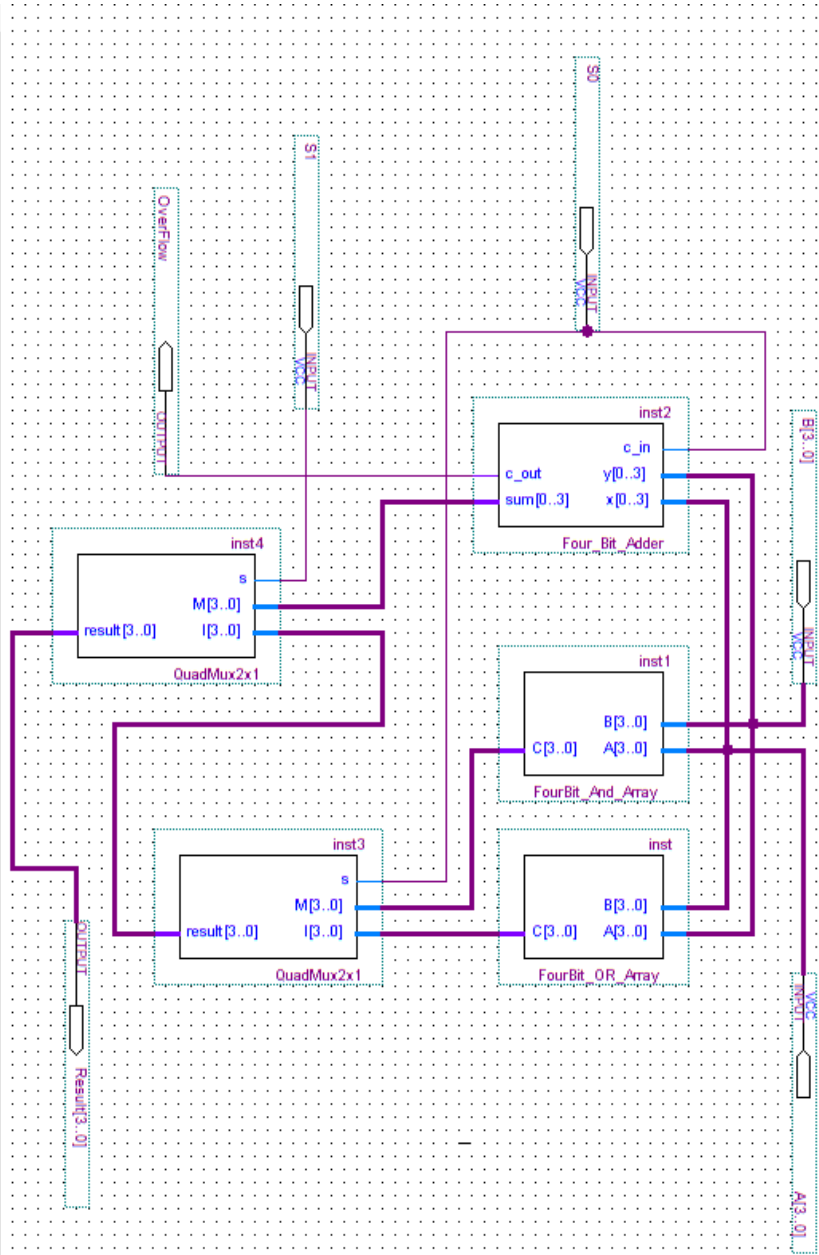 S0
INPUT
VCC
S1
INPUT
VCC
OverFlow
OUTPUT
inst2
c_in
c_out
y[0..3]
sum[0..3]
x[0..3]
Four_Bit_Adder
B[3..0]
INPUT
VCC
inst4
s
M[3..0]
result[3..0]
I[3..0]
QuadMux2x1
inst1
B[3..0]
C[3..0]
A[3..0]
FourBit_And_Array
inst3
s
M[3..0]
result[3..0]
I[3..0]
QuadMux2x1
inst
B[3..0]
C[3..0]
A[3..0]
FourBit_OR_Array
OUTPUT
Result[3..0]
VCC
INPUT
A[3..0]